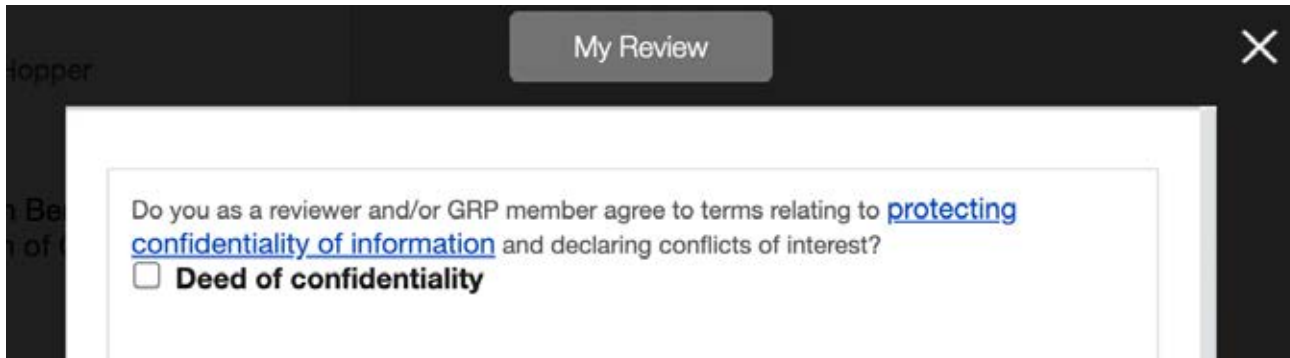 My Review
Hopper
Do you as a reviewer and/or GRP member agree to terms relating to protecting
confidentiality of information and declaring conflicts of interest?
Deed of confidentiality